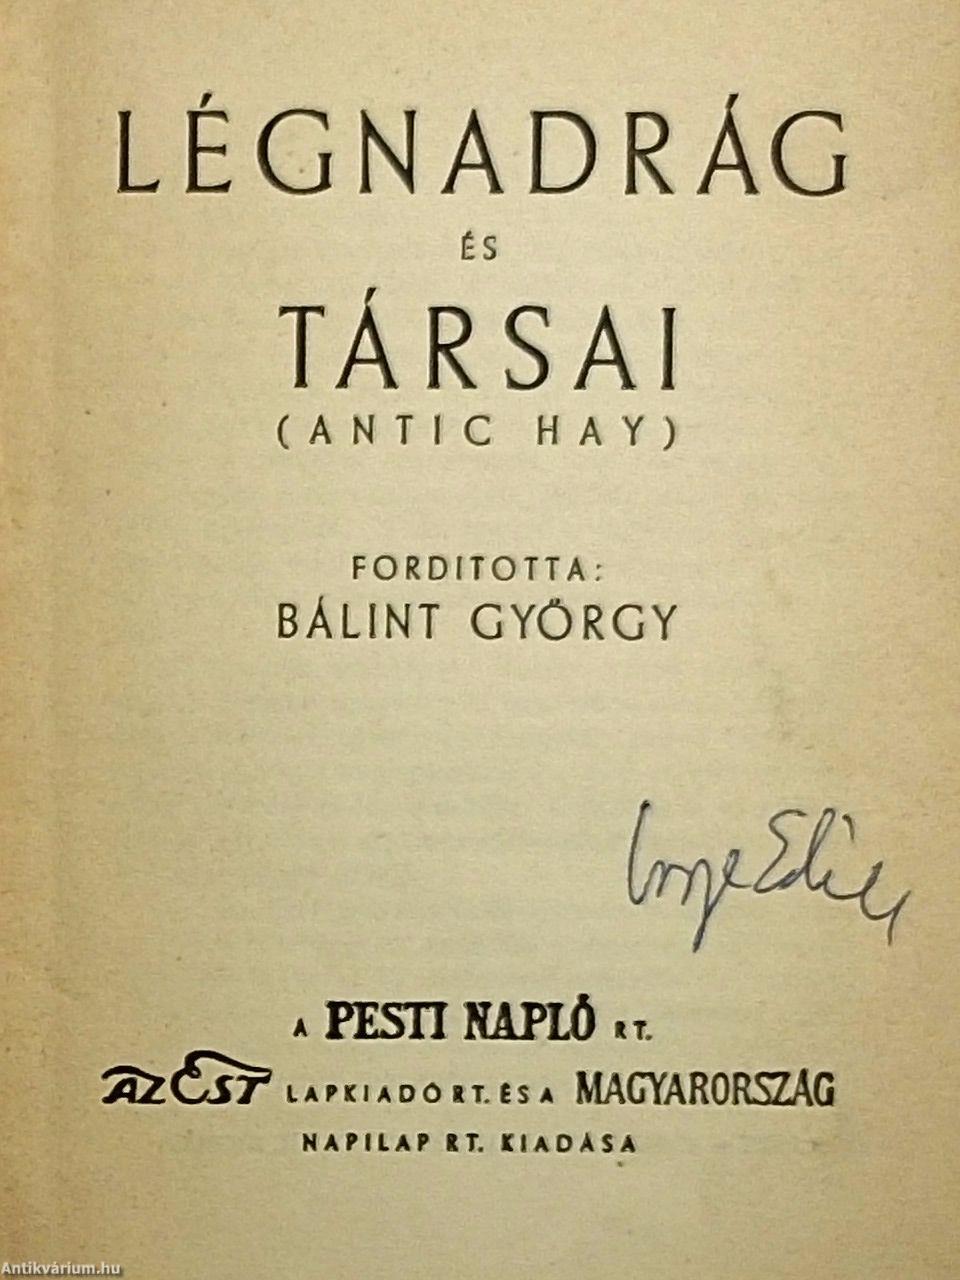 LÉGNADRÁG
ÉS
TÁRSAI
(ANTIC HAY)
FORDITOTTA:
BÁLINT GYÖRGY
A PESTI NAPLÓ RT.
AZ EST LAPKIADÓ RT. ÉS A MAGYARORSZÁG
NAPILAP RT. KIADÁSA
Antikvárium.hu